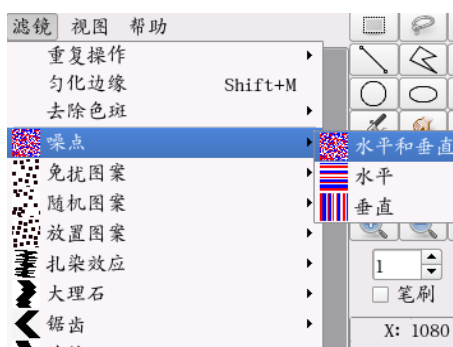 滤镜 视图 帮助
重复操作
匀化边缘 Shift+M
去除色斑
噪点
水平和垂直
免扰图案
水平
随机图案
垂直
放置图案
扎染效应
1
大理石
笔刷
锯齿
X: 1080